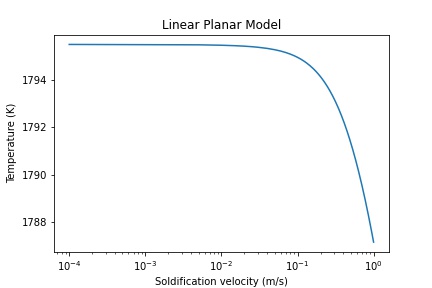 Linear Planar Model
Temperature (K)
1794
1792
1790
1788
10⁻⁴ 10⁻³ 10⁻² 10⁻¹ 10⁰
Soldification velocity (m/s)